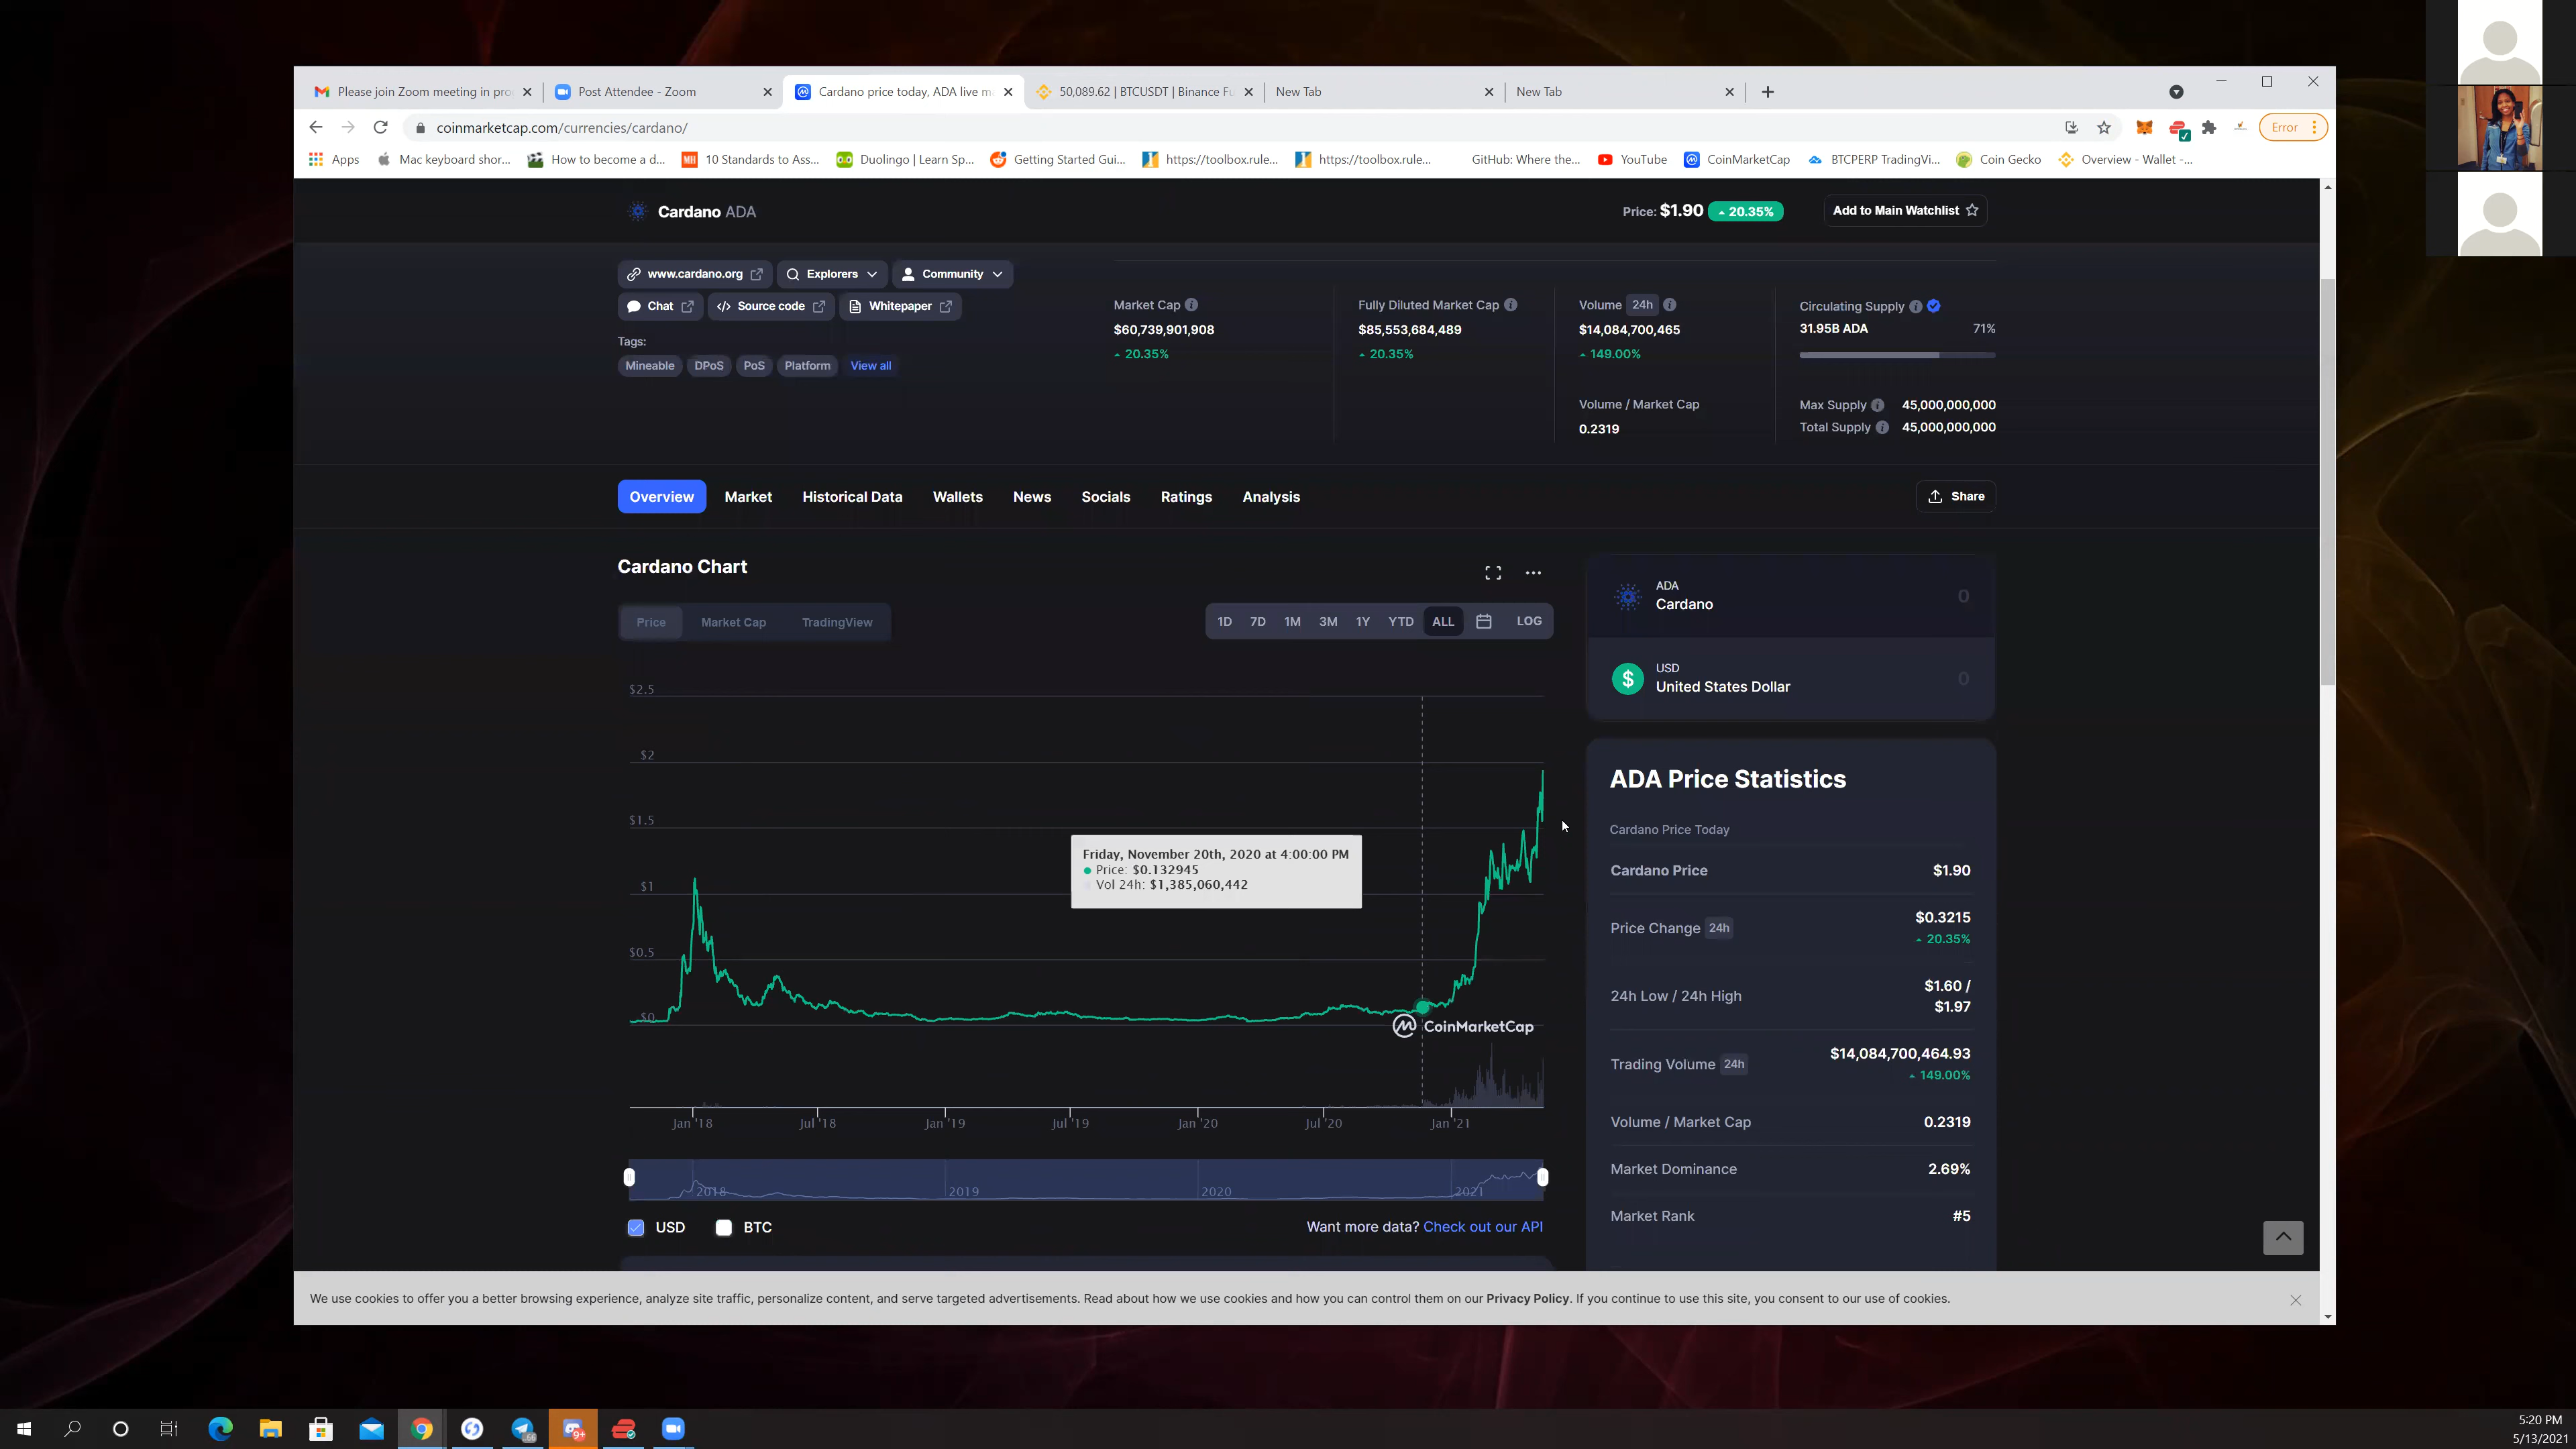 Please join Zoom meeting in pro
Post Attendee - Zoom
Cardano price today, ADA live m
50,089.62 | BTCUSDT | Binance Fu
New Tab
New Tab
coinmarketcap.com/currencies/cardano/
Error
Apps
Mac keyboard shor...
How to become a d...
10 Standards to Ass...
Duolingo | Learn Sp...
Getting Started Gui...
https://toolbox.rule...
https://toolbox.rule...
GitHub: Where the...
YouTube
CoinMarketCap
BTCPERP TradingVi...
Coin Gecko
Overview - Wallet -...
Cardano ADA
Price: $1.90 20.35%
Add to Main Watchlist
www.cardano.org
Explorers
Community
Chat
Source code
Whitepaper
Tags:
Mineable
DPoS
PoS
Platform
View all
Market Cap
$60,739,901,908
20.35%
Fully Diluted Market Cap
$85,553,684,489
20.35%
Volume 24h
$14,084,700,465
149.00%
Volume / Market Cap
0.2319
Circulating Supply
31.95B ADA 71%
Max Supply 45,000,000,000
Total Supply 45,000,000,000
Overview
Market
Historical Data
Wallets
News
Socials
Ratings
Analysis
Share
Cardano Chart
Price
Market Cap
TradingView
1D 7D 1M 3M 1Y YTD ALL LOG
$2.5
$2
$1.5
$1
$0.5
$0
Friday, November 20th, 2020 at 4:00:00 PM
Price: $0.132945
Vol 24h: $1,385,060,442
CoinMarketCap
Jan '18 Jul '18 Jan '19 Jul '19 Jan '20 Jul '20 Jan '21
2018 2019 2020 2021
USD
BTC
Want more data? Check out our API
ADA
Cardano 0
USD
United States Dollar 0
$
ADA Price Statistics
Cardano Price Today
Cardano Price $1.90
Price Change 24h $0.3215
20.35%
24h Low / 24h High $1.60 /
$1.97
Trading Volume 24h $14,084,700,464.93
149.00%
Volume / Market Cap 0.2319
Market Dominance 2.69%
Market Rank #5
We use cookies to offer you a better browsing experience, analyze site traffic, personalize content, and serve targeted advertisements. Read about how we use cookies and how you can control them on our Privacy Policy. If you continue to use this site, you consent to our use of cookies.
9+
5:20 PM
5/13/2021